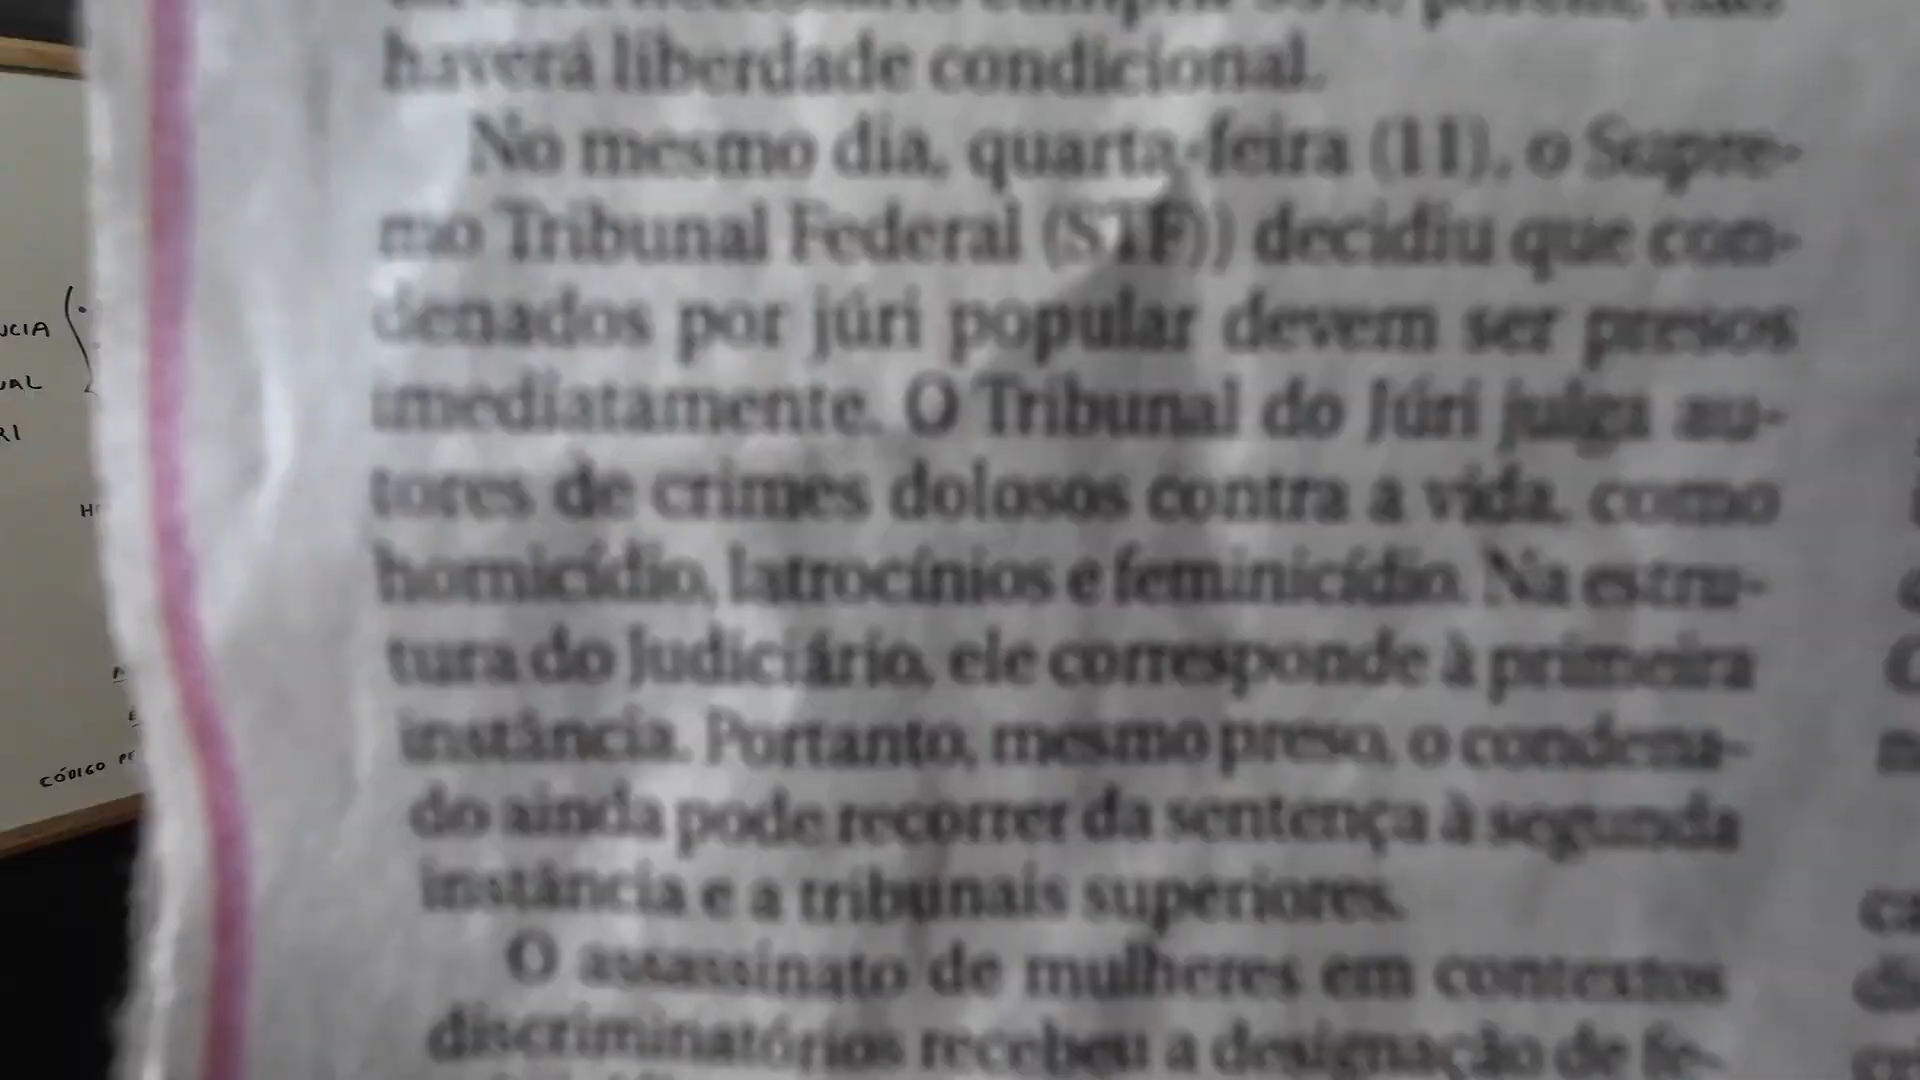 haverá liberdade condicional.
No mesmo dia, quarta-feira (11), o Supre-
mo Tribunal Federal (STF)) decidiu que con-
denados por júri popular devem ser presos
imediatamente. O Tribunal do Júri julga au-
tores de crimes dolosos contra a vida, como
homicídio, latrocínios e feminicídio. Na estru-
tura do Judiciário, ele corresponde à primeira
instância. Portanto, mesmo preso, o condena-
do ainda pode recorrer da sentença à segunda
instância e a tribunais superiores.
O assassinato de mulheres em contextos
discriminatórios recebeu a designação de fe-
CÓDIGO